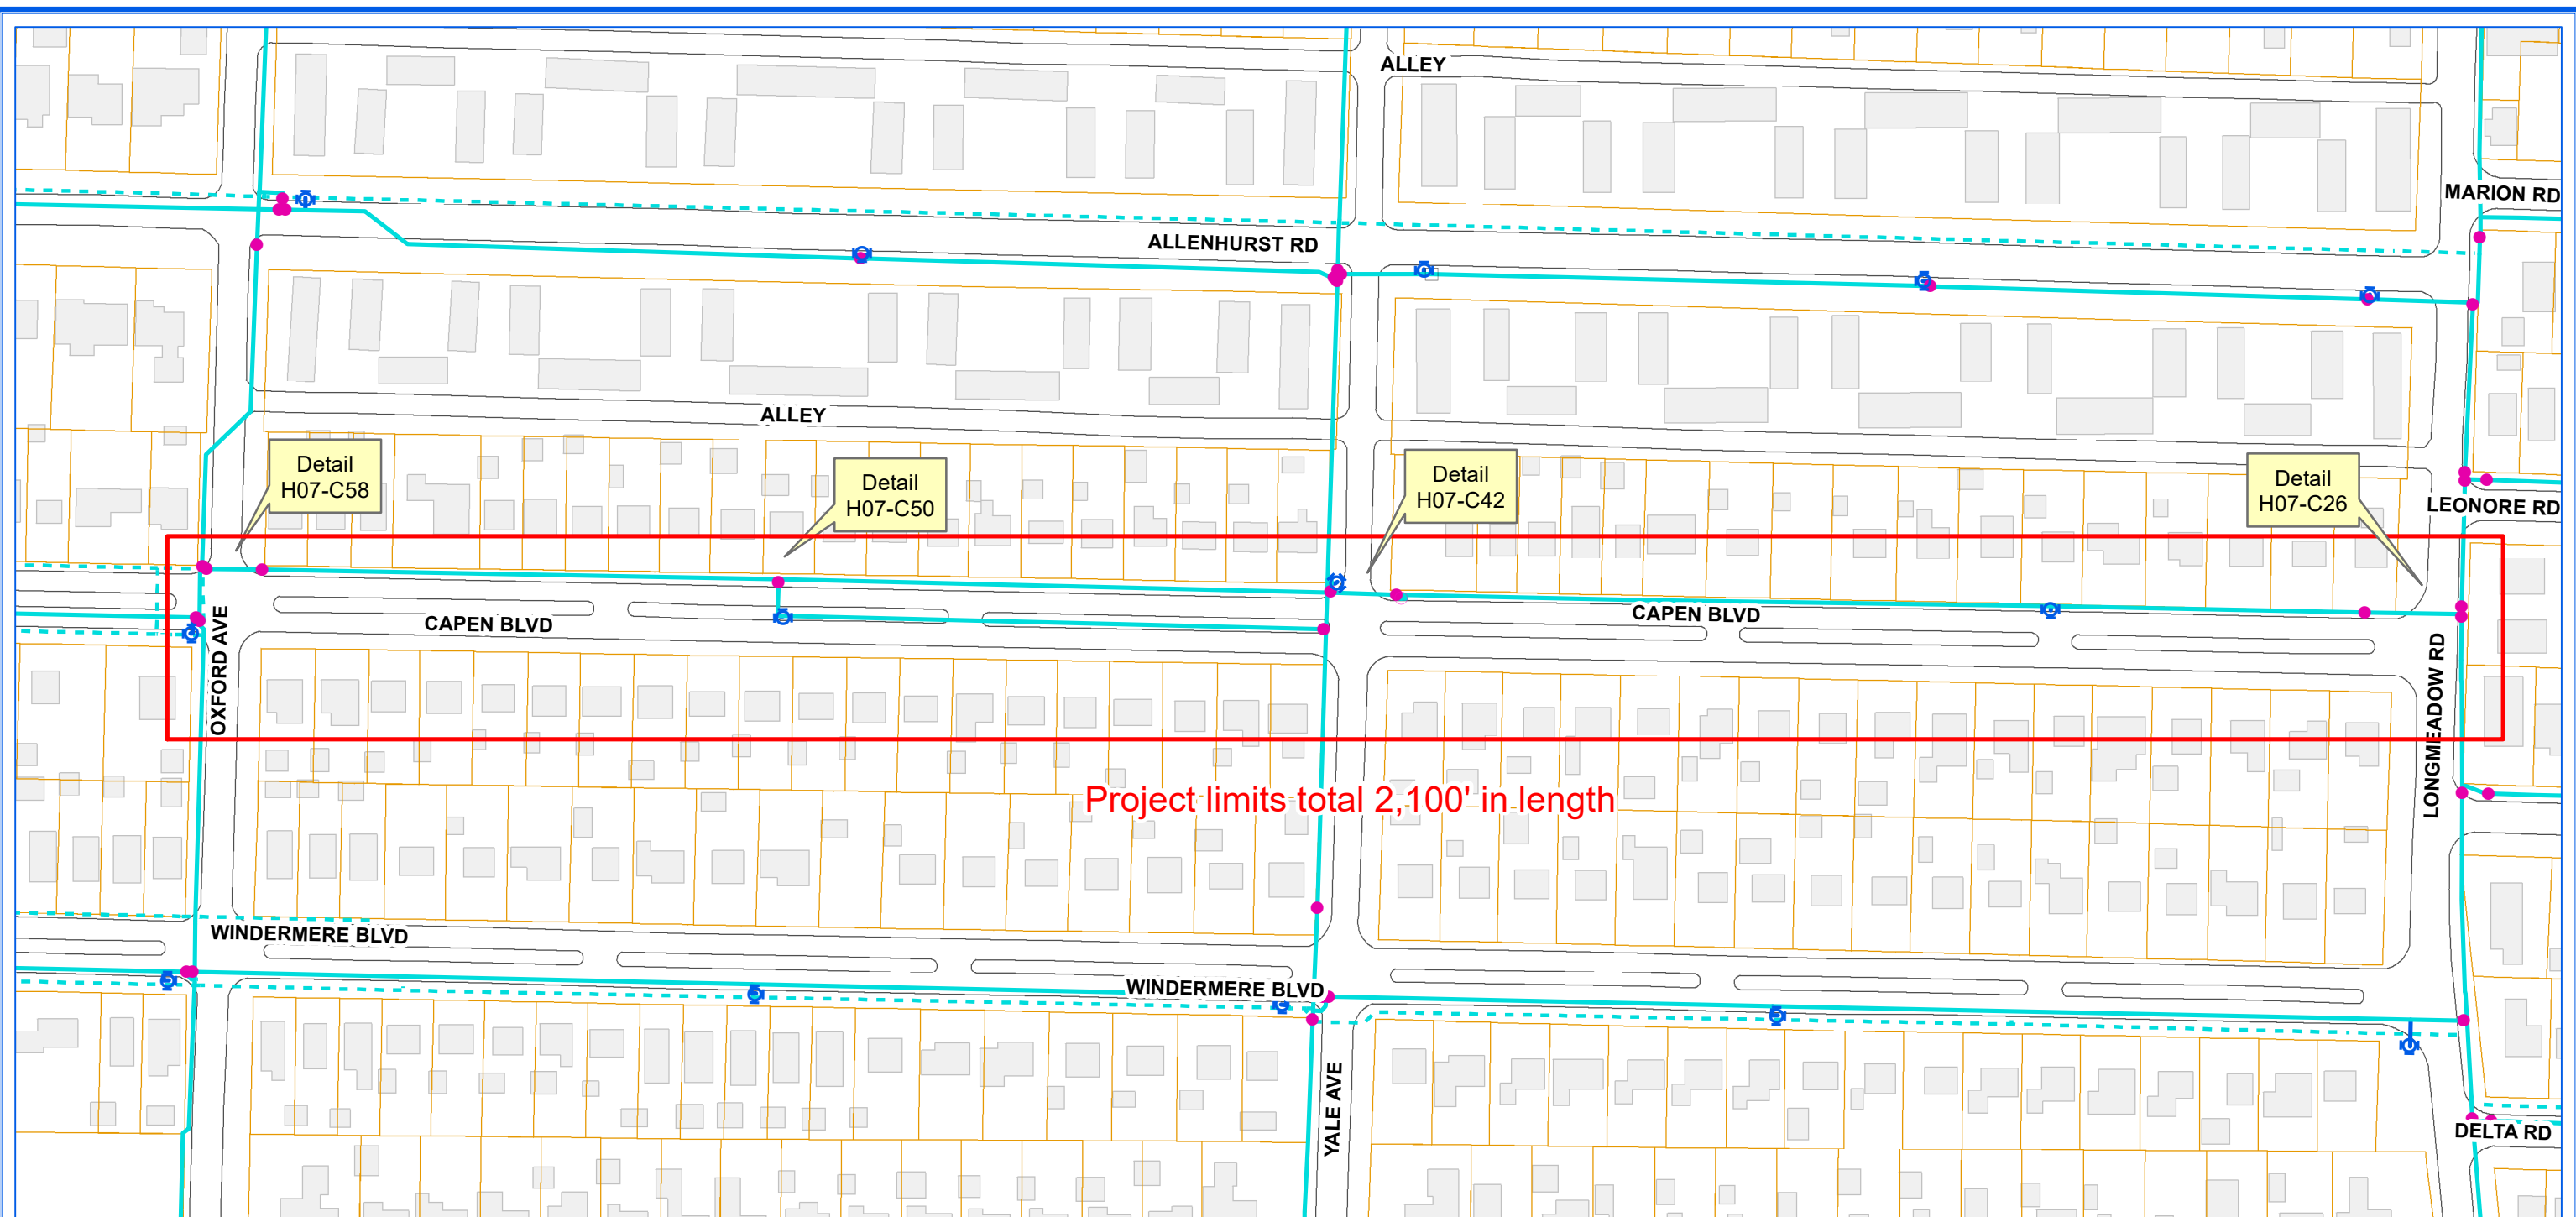 ALLEY
MARION RD
ALLENHURST RD
ALLEY
Detail
H07-C58
Detail
H07-C50
Detail
H07-C42
Detail
H07-C26
LEONORE RD
CAPEN BLVD
CAPEN BLVD
OXFORD AVE
LONGMEADOW RD
Project limits total 2,100' in length
WINDERMERE BLVD
WINDERMERE BLVD
YALE AVE
DELTA RD